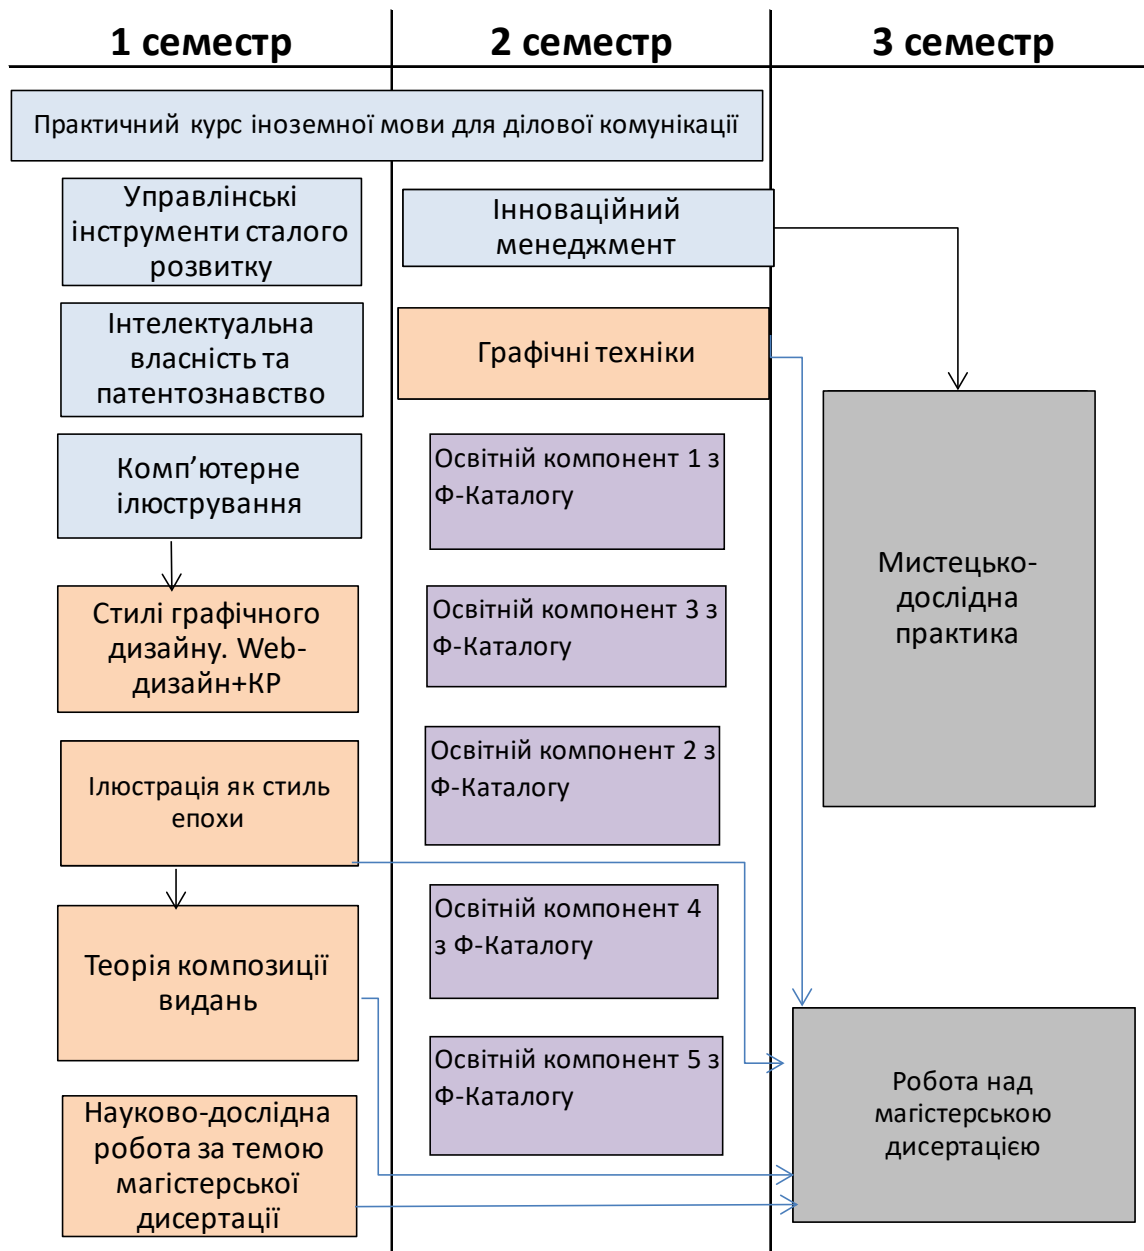 1 семестр
2 семестр
3 семестр
Практичний курс іноземної мови для ділової комунікації
Управлінські
інструменти сталого
розвитку
Інтелектуальна
власність та
патентознавство
Комп’ютерне
ілюстрування
Стилі графічного
дизайну. Web-
дизайн+КР
Ілюстрація як стиль
епохи
Теорія композиції
видань
Науково-дослідна
робота за темою
магістерської
дисертації
Інноваційний
менеджмент
Графічні техніки
Освітній компонент 1 з
Ф-Каталогу
Освітній компонент 3 з
Ф-Каталогу
Освітній компонент 2 з
Ф-Каталогу
Освітній компонент 4
з Ф-Каталогу
Освітній компонент 5 з
Ф-Каталогу
Мистецько-
дослідна
практика
Робота над
магістерською
дисертацією